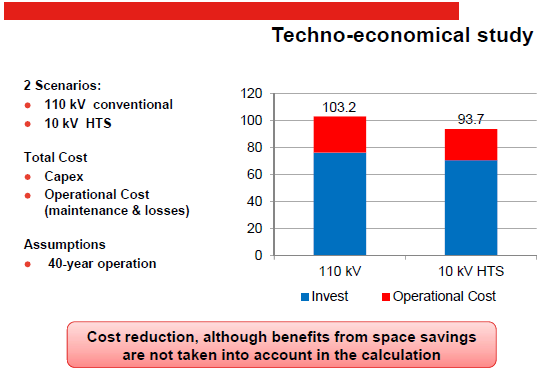 Techno-economical study
2 Scenarios:
110 kV conventional
10 kV HTS
Total Cost
Capex
Operational Cost
(maintenance & losses)
Assumptions
40-year operation
120
100
80
60
40
20
0
103.2
93.7
110 kV
10 kV HTS
Invest
Operational Cost
Cost reduction, although benefits from space savings
are not taken into account in the calculation